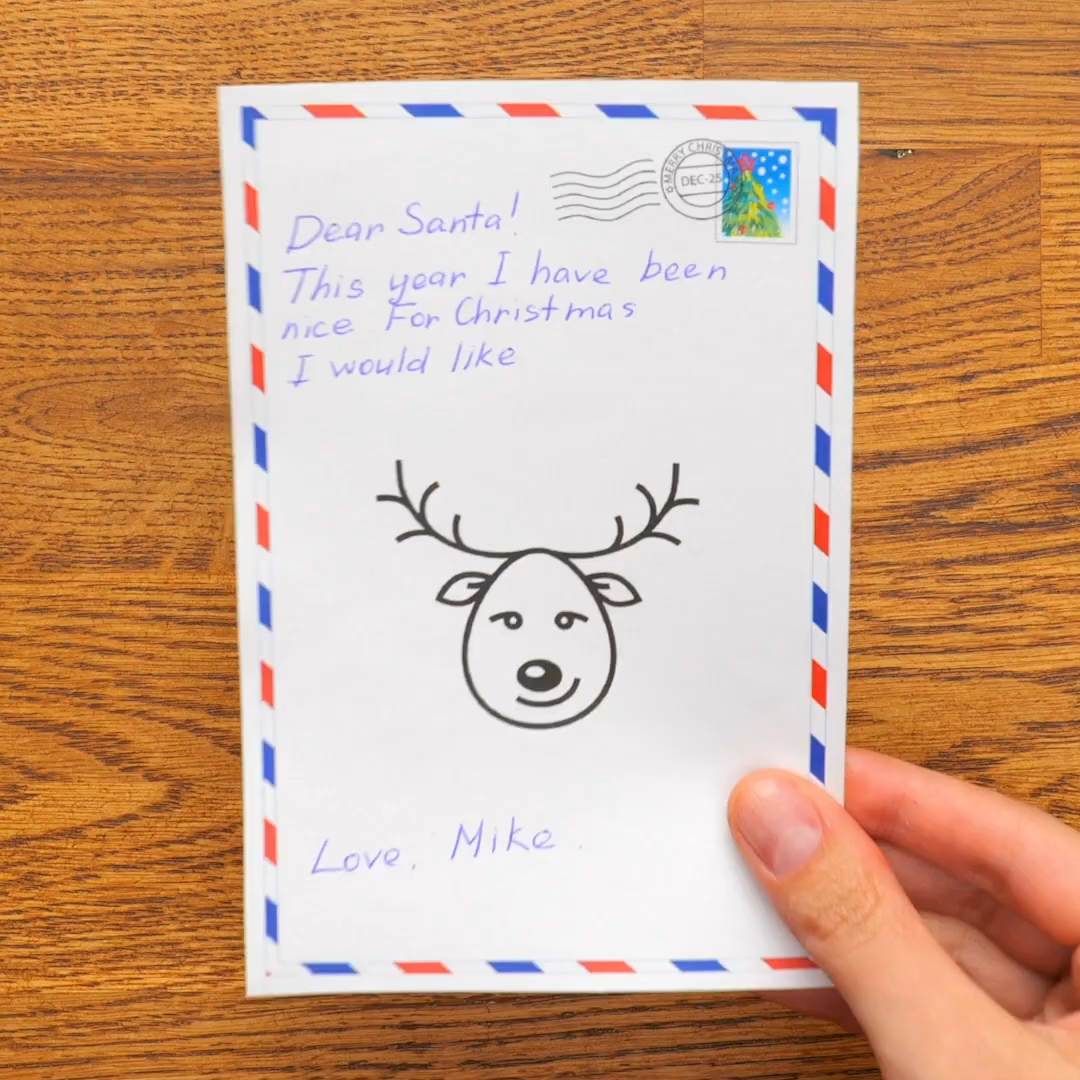 MERRY CHRIS
DEC-25
Dear Santa!
This year I have been
nice For Christmas
I would like
Love, Mike